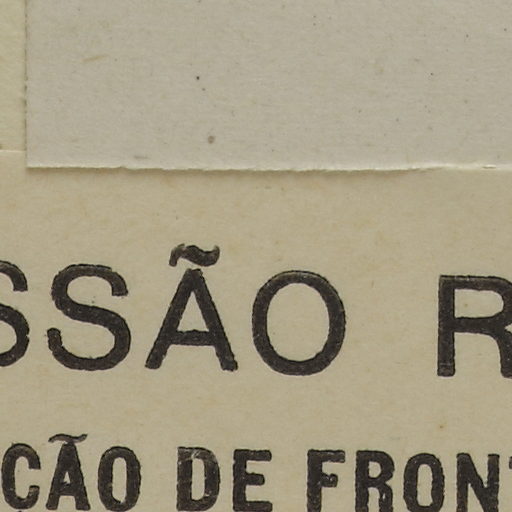 SSÃO R
ÇÃO DE FRONT